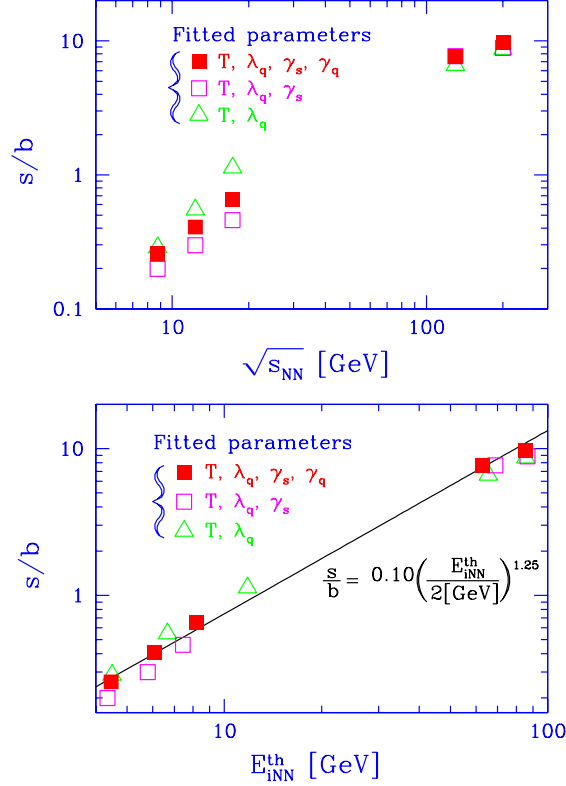 Fitted parameters
T, λq, γs, γq
T, λq, γs
T, λq
10
1
0.1
s/b
10
100
√sNN [GeV]
Fitted parameters
T, λq, γs, γq
T, λq, γs
T, λq
s/b = 0.10(E^th_iNN/2[GeV])^1.25
10
1
s/b
10
100
E^th_iNN [GeV]